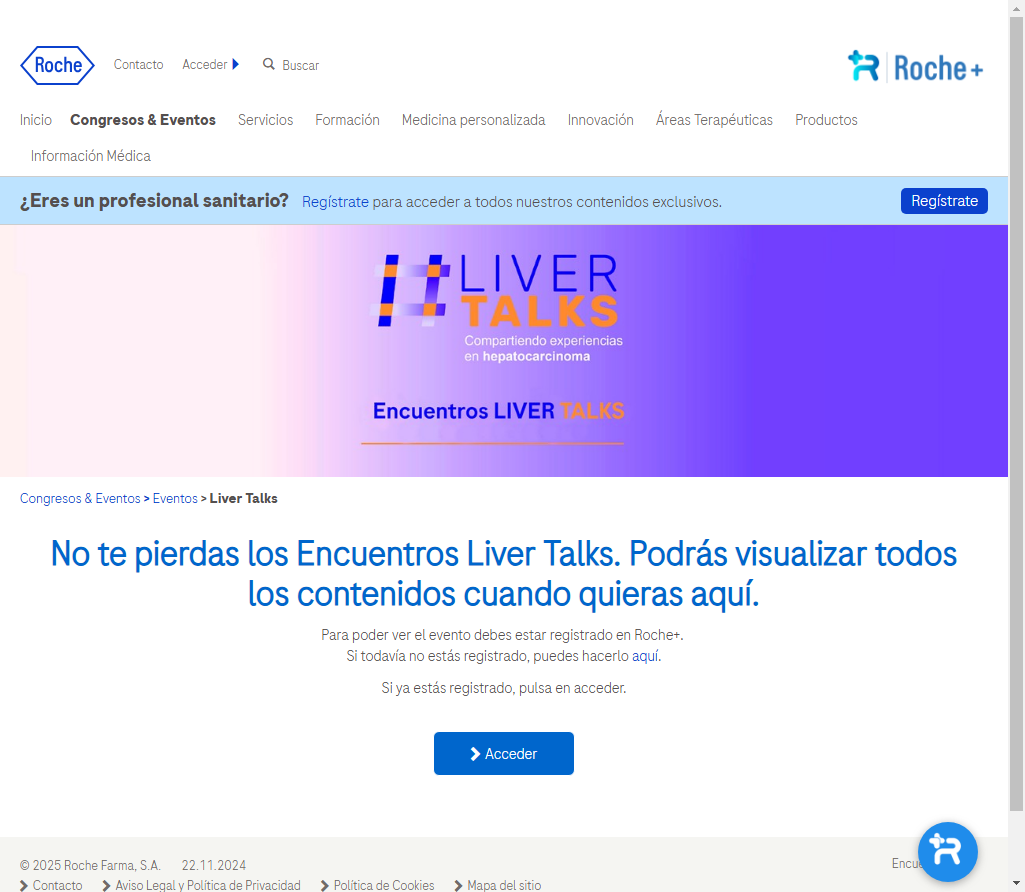 Roche
Contacto
Acceder
Buscar
Roche+
Inicio
Congresos & Eventos
Servicios
Formación
Medicina personalizada
Innovación
Áreas Terapéuticas
Productos
Información Médica
¿Eres un profesional sanitario?
Regístrate para acceder a todos nuestros contenidos exclusivos.
Regístrate
LIVER
TALKS
Compartiendo experiencias
en hepatocarcinoma
Encuentros LIVER TALKS
Congresos & Eventos > Eventos > Liver Talks
No te pierdas los Encuentros Liver Talks. Podrás visualizar todos
los contenidos cuando quieras aquí.
Para poder ver el evento debes estar registrado en Roche+.
Si todavía no estás registrado, puedes hacerlo aquí.
Si ya estás registrado, pulsa en acceder.
Acceder
© 2025 Roche Farma, S.A.
22.11.2024
Contacto
Aviso Legal y Política de Privacidad
Política de Cookies
Mapa del sitio